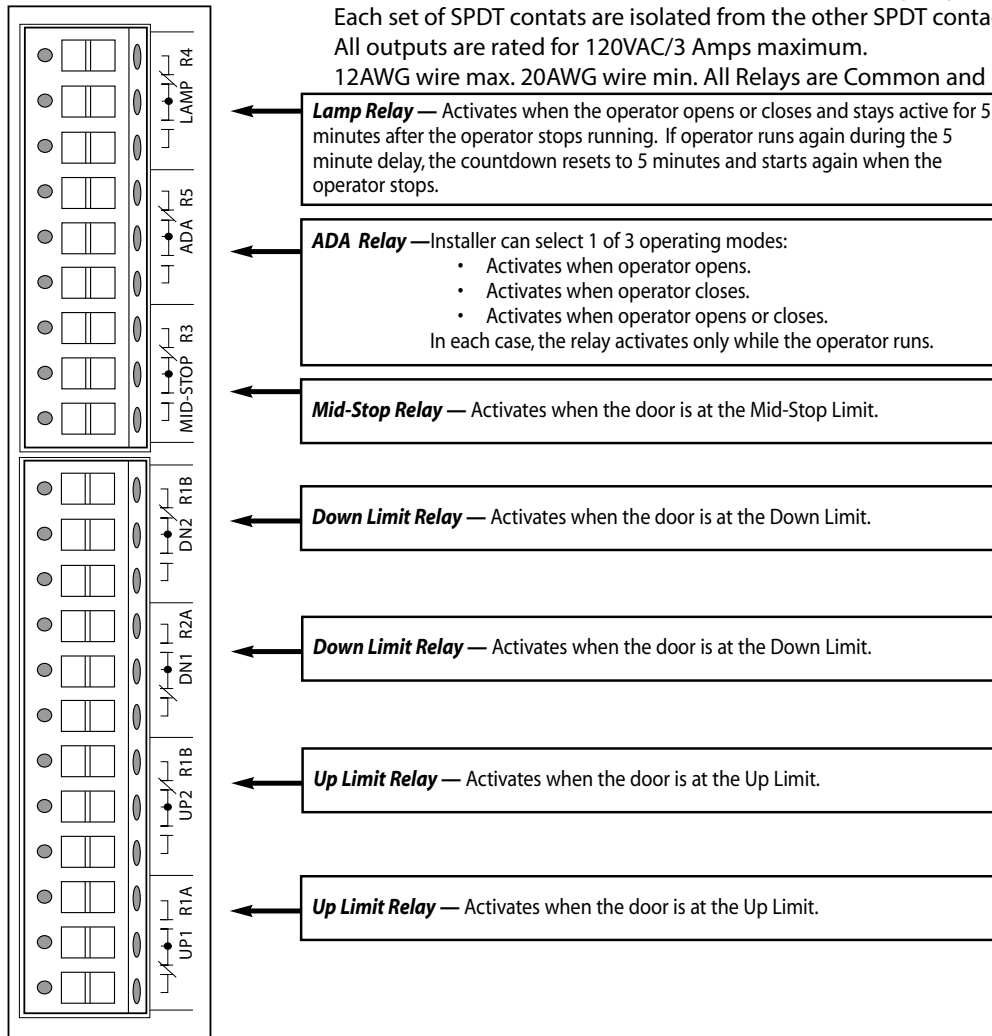 Each set of SPDT contats are isolated from the other SPDT
All outputs are rated for 120VAC/3 Amps maximum.
12AWG wire max. 20AWG wire min. All Relays are Common and
LAMP R4
Lamp Relay — Activates when the operator opens or closes and stays active for 5
minutes after the operator stops running. If operator runs again during the 5
minute delay, the countdown resets to 5 minutes and starts again when the
operator stops.
ADA R5
ADA Relay —Installer can select 1 of 3 operating modes:
• Activates when operator opens.
• Activates when operator closes.
• Activates when operator opens or closes.
In each case, the relay activates only while the operator runs.
MID-STOP R3
Mid-Stop Relay — Activates when the door is at the Mid-Stop Limit.
DN2 R1B
Down Limit Relay — Activates when the door is at the Down Limit.
DN1 R2A
Down Limit Relay — Activates when the door is at the Down Limit.
UP2 R1B
Up Limit Relay — Activates when the door is at the Up Limit.
UP1 R1A
Up Limit Relay — Activates when the door is at the Up Limit.